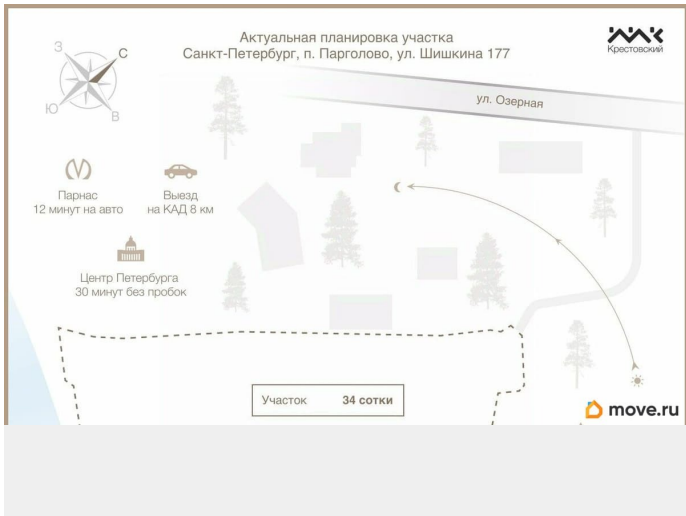 Актуальная планировка участка
Санкт-Петербург, п. Парголово, ул. Шишкина 177
Крестовский
З
С
Ю
В
ул. Озерная
Парнас
12 минут на авто
Выезд
на КАД 8 км
Центр Петербурга
30 минут без пробок
Участок 34 сотки
move.ru